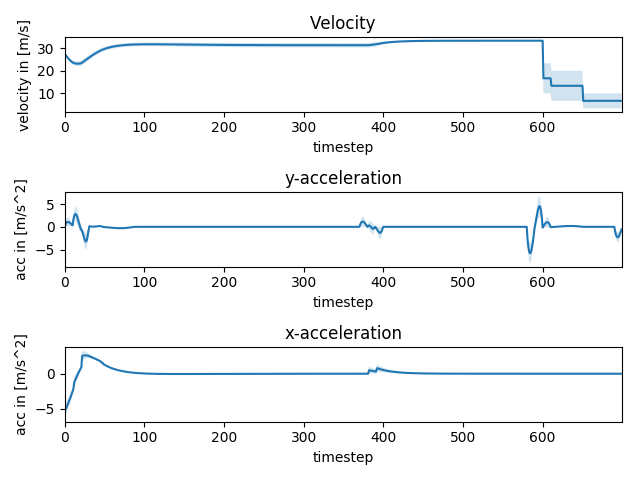 Velocity
velocity in [m/s]
30
20
10
0 100 200 300 400 500 600
timestep
y-acceleration
acc in [m/s^2]
5
0
−5
0 100 200 300 400 500 600
timestep
x-acceleration
acc in [m/s^2]
0
−5
0 100 200 300 400 500 600
timestep